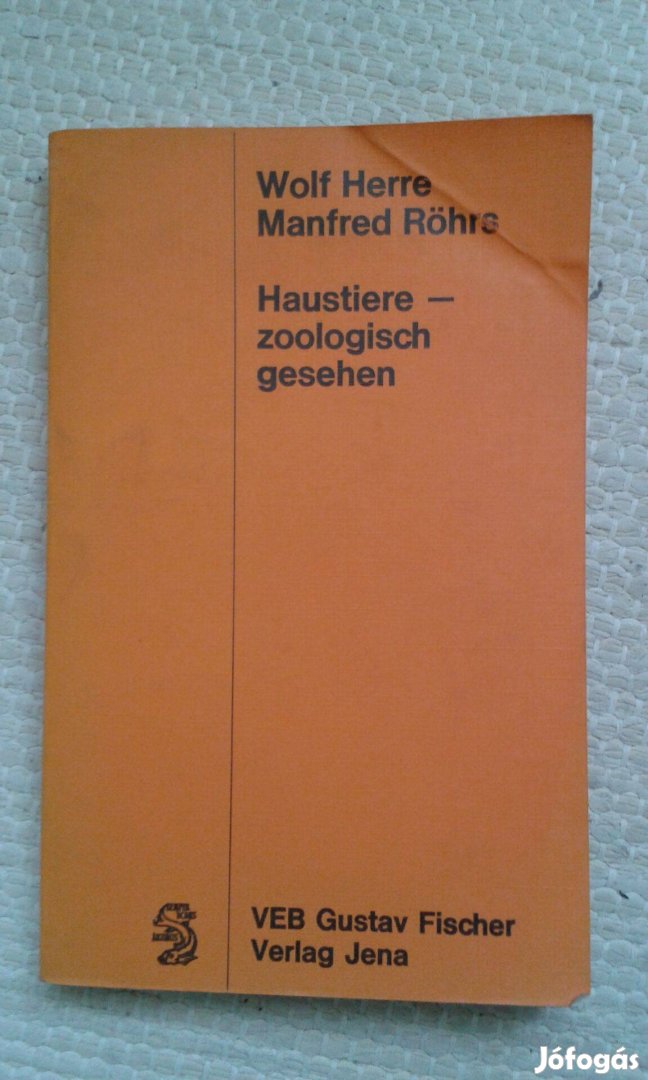 Wolf Herre
Manfred Röhrs
Haustiere —
zoologisch
gesehen
VEB Gustav Fischer
Verlag Jena
Jófogás